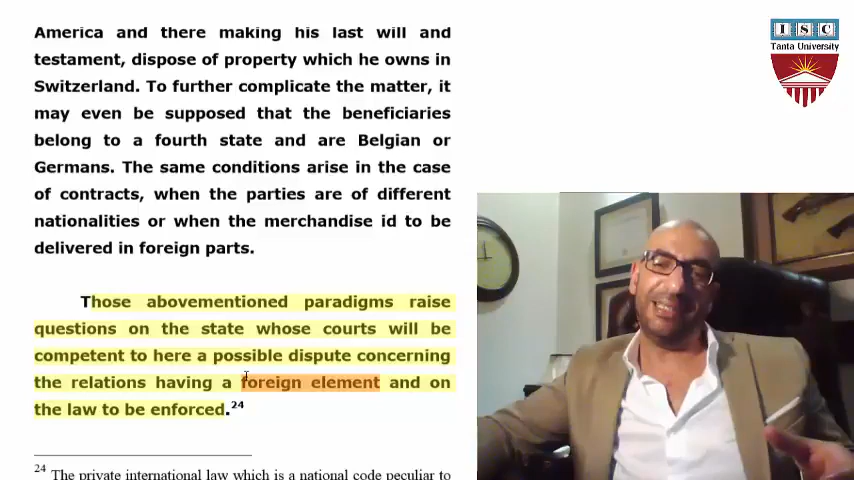 America and there making his last will and
testament, dispose of property which he owns in
Switzerland. To further complicate the matter, it
may even be supposed that the beneficiaries
belong to a fourth state and are Belgian or
Germans. The same conditions arise in the case
of contracts, when the parties are of different
nationalities or when the merchandise id to be
delivered in foreign parts.
Those abovementioned paradigms raise
questions on the state whose courts will be
competent to here a possible dispute concerning
the relations having a foreign element and on
the law to be enforced.24
24 The private international law which is a national code peculiar to
I S C
Tanta University